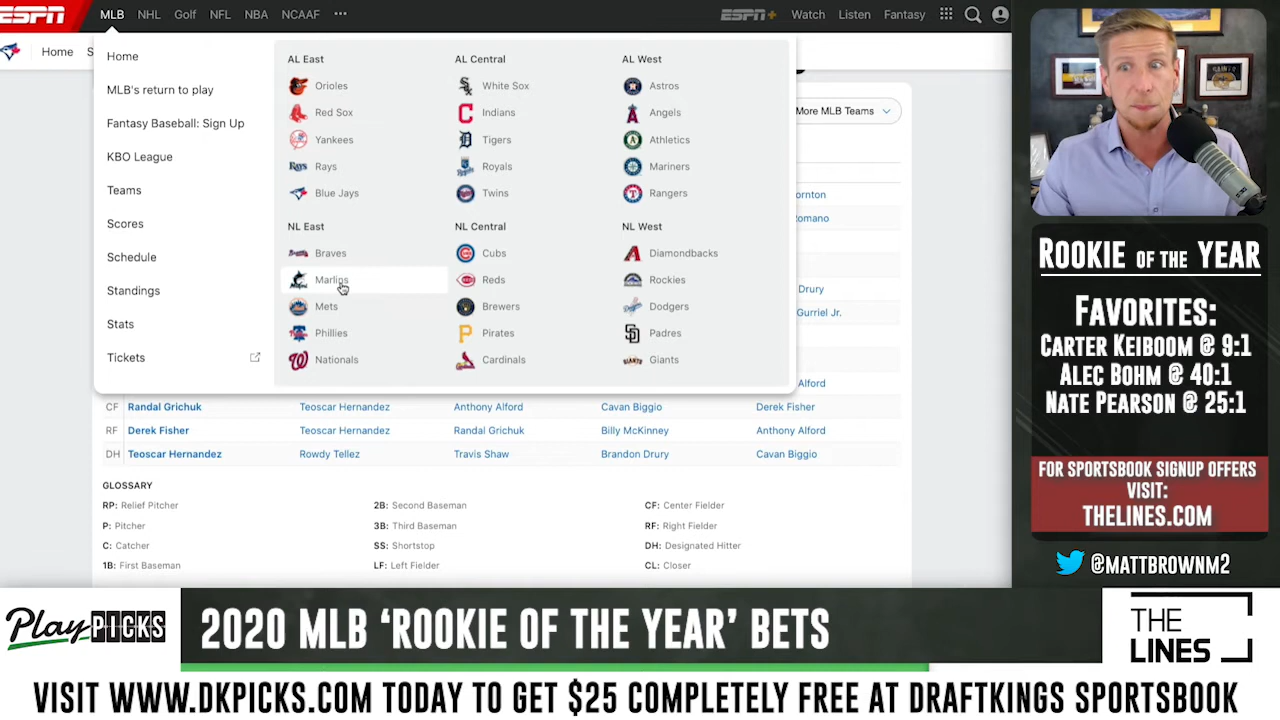 ESPN MLB NHL Golf NFL NBA NCAAF ESPN+ Watch Listen Fantasy
Home S
Home
MLB's return to play
Fantasy Baseball: Sign Up
KBO League
Teams
Scores
Schedule
Standings
Stats
Tickets
AL East
Orioles
Red Sox
Yankees
Rays
Blue Jays
AL Central
White Sox
Indians
Tigers
Royals
Twins
AL West
Astros
Angels
Athletics
Mariners
Rangers
NL East
Braves
Marlins
Mets
Phillies
Nationals
NL Central
Cubs
Reds
Brewers
Pirates
Cardinals
NL West
Diamondbacks
Rockies
Dodgers
Padres
Giants
More MLB Teams
ornton
omano
Drury
Gurriel Jr.
Alford
CF Randal Grichuk Teoscar Hernandez Anthony Alford Cavan Biggio Derek Fisher
RF Derek Fisher Teoscar Hernandez Randal Grichuk Billy McKinney Anthony Alford
DH Teoscar Hernandez Rowdy Tellez Travis Shaw Brandon Drury Cavan Biggio
GLOSSARY
RP: Relief Pitcher 2B: Second Baseman CF: Center Fielder
P: Pitcher 3B: Third Baseman RF: Right Fielder
C: Catcher SS: Shortstop DH: Designated Hitter
1B: First Baseman LF: Left Fielder CL: Closer
ROOKIE OF THE YEAR
FAVORITES:
CARTER KEIBOOM @ 9:1
ALEC BOHM @ 40:1
NATE PEARSON @ 25:1
FOR SPORTSBOOK SIGNUP OFFERS
VISIT:
THELINES.COM
@MATTBROWNM2
PlayPICKS
2020 MLB ‘ROOKIE OF THE YEAR’ BETS
THE
LINES
VISIT WWW.DKPICKS.COM TODAY TO GET $25 COMPLETELY FREE AT DRAFTKINGS SPORTSBOOK